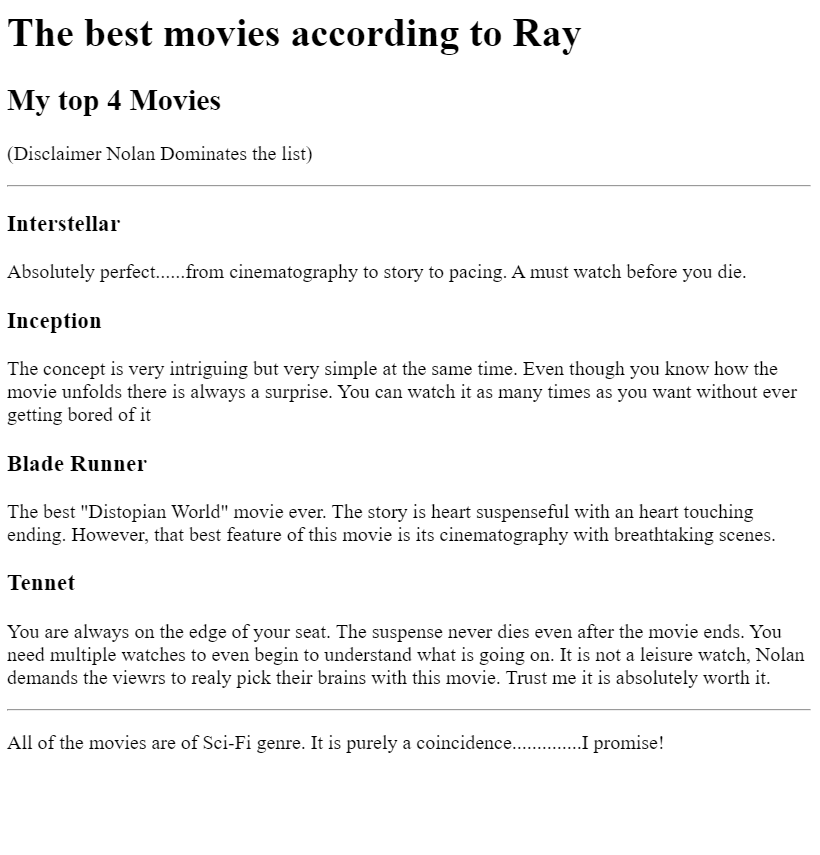 The best movies according to Ray
My top 4 Movies
(Disclaimer Nolan Dominates the list)
Interstellar
Absolutely perfect......from cinematography to story to pacing. A must watch before you die.
Inception
The concept is very intriguing but very simple at the same time. Even though you know how the
movie unfolds there is always a surprise. You can watch it as many times as you want without ever
getting bored of it
Blade Runner
The best "Distopian World" movie ever. The story is heart suspenseful with an heart touching
ending. However, that best feature of this movie is its cinematography with breathtaking scenes.
Tennet
You are always on the edge of your seat. The suspense never dies even after the movie ends. You
need multiple watches to even begin to understand what is going on. It is not a leisure watch, Nolan
demands the viewrs to realy pick their brains with this movie. Trust me it is absolutely worth it.
All of the movies are of Sci-Fi genre. It is purely a coincidence..............I promise!